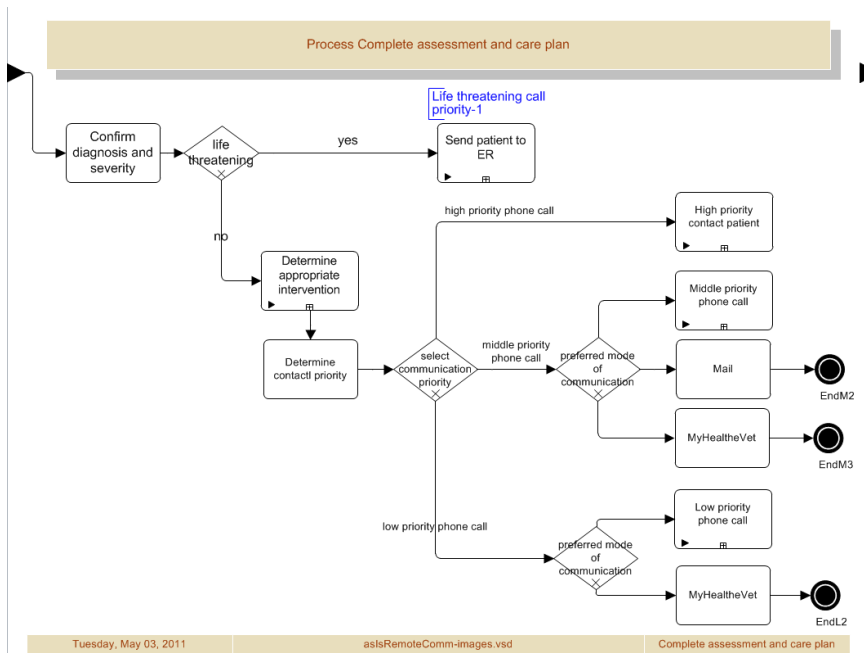 Process Complete assessment and care plan
Life threatening call
priority-1
Confirm
diagnosis and
severity
life
threatening
yes
Send patient to
ER
no
high priority phone call
High priority
contact patient
Determine
appropriate
intervention
Middle priority
phone call
Determine
contactl priority
select
communication
priority
middle priority
phone call
preferred mode
of
communication
Mail
EndM2
MyHealtheVet
EndM3
low priority phone call
Low priority
phone call
preferred mode
of
communication
MyHealtheVet
EndL2
Tuesday, May 03, 2011
asIsRemoteComm-images.vsd
Complete assessment and care plan